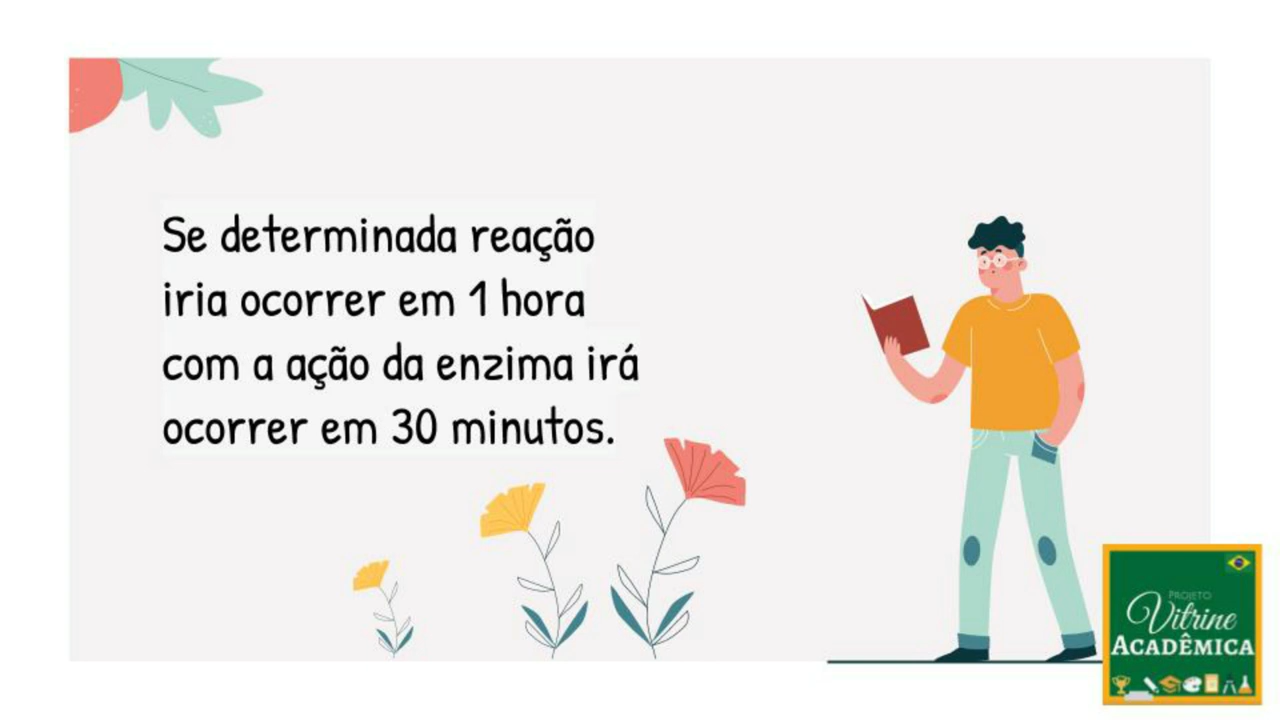 Se determinada reação
iria ocorrer em 1 hora
com a ação da enzima irá
ocorrer em 30 minutos.
PROJETO
Vitrine
ACADÊMICA